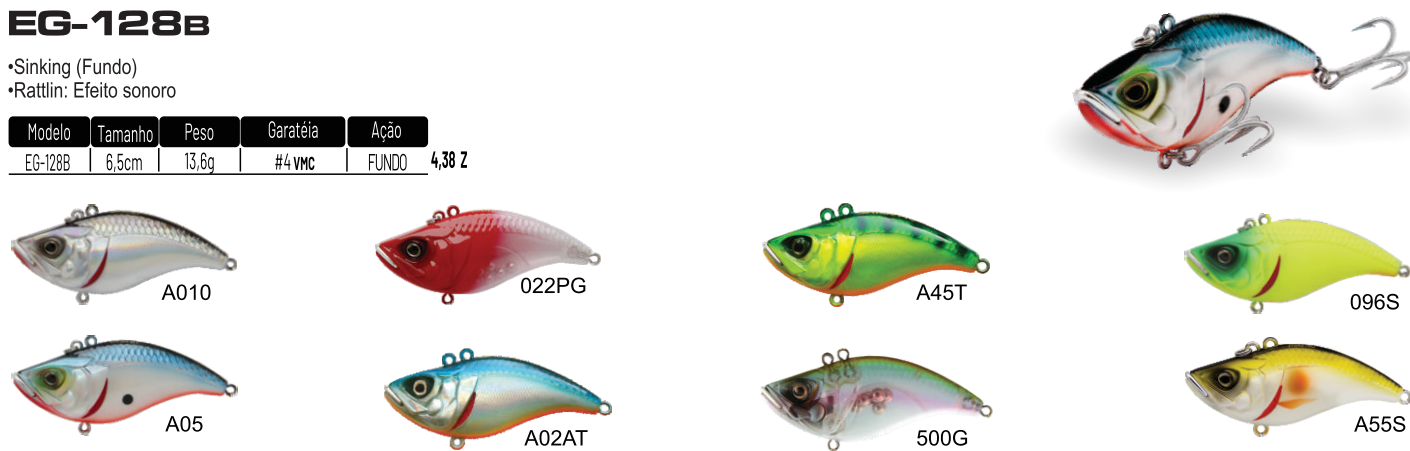 EG-128B
•Sinking (Fundo)
•Rattlin: Efeito sonoro
Modelo Tamanho Peso Garatéia Ação
EG-128B 6,5cm 13,6g #4 VMC FUNDO 4,38 Z
A010 022PG A45T 096S
A05 A02AT 500G A55S